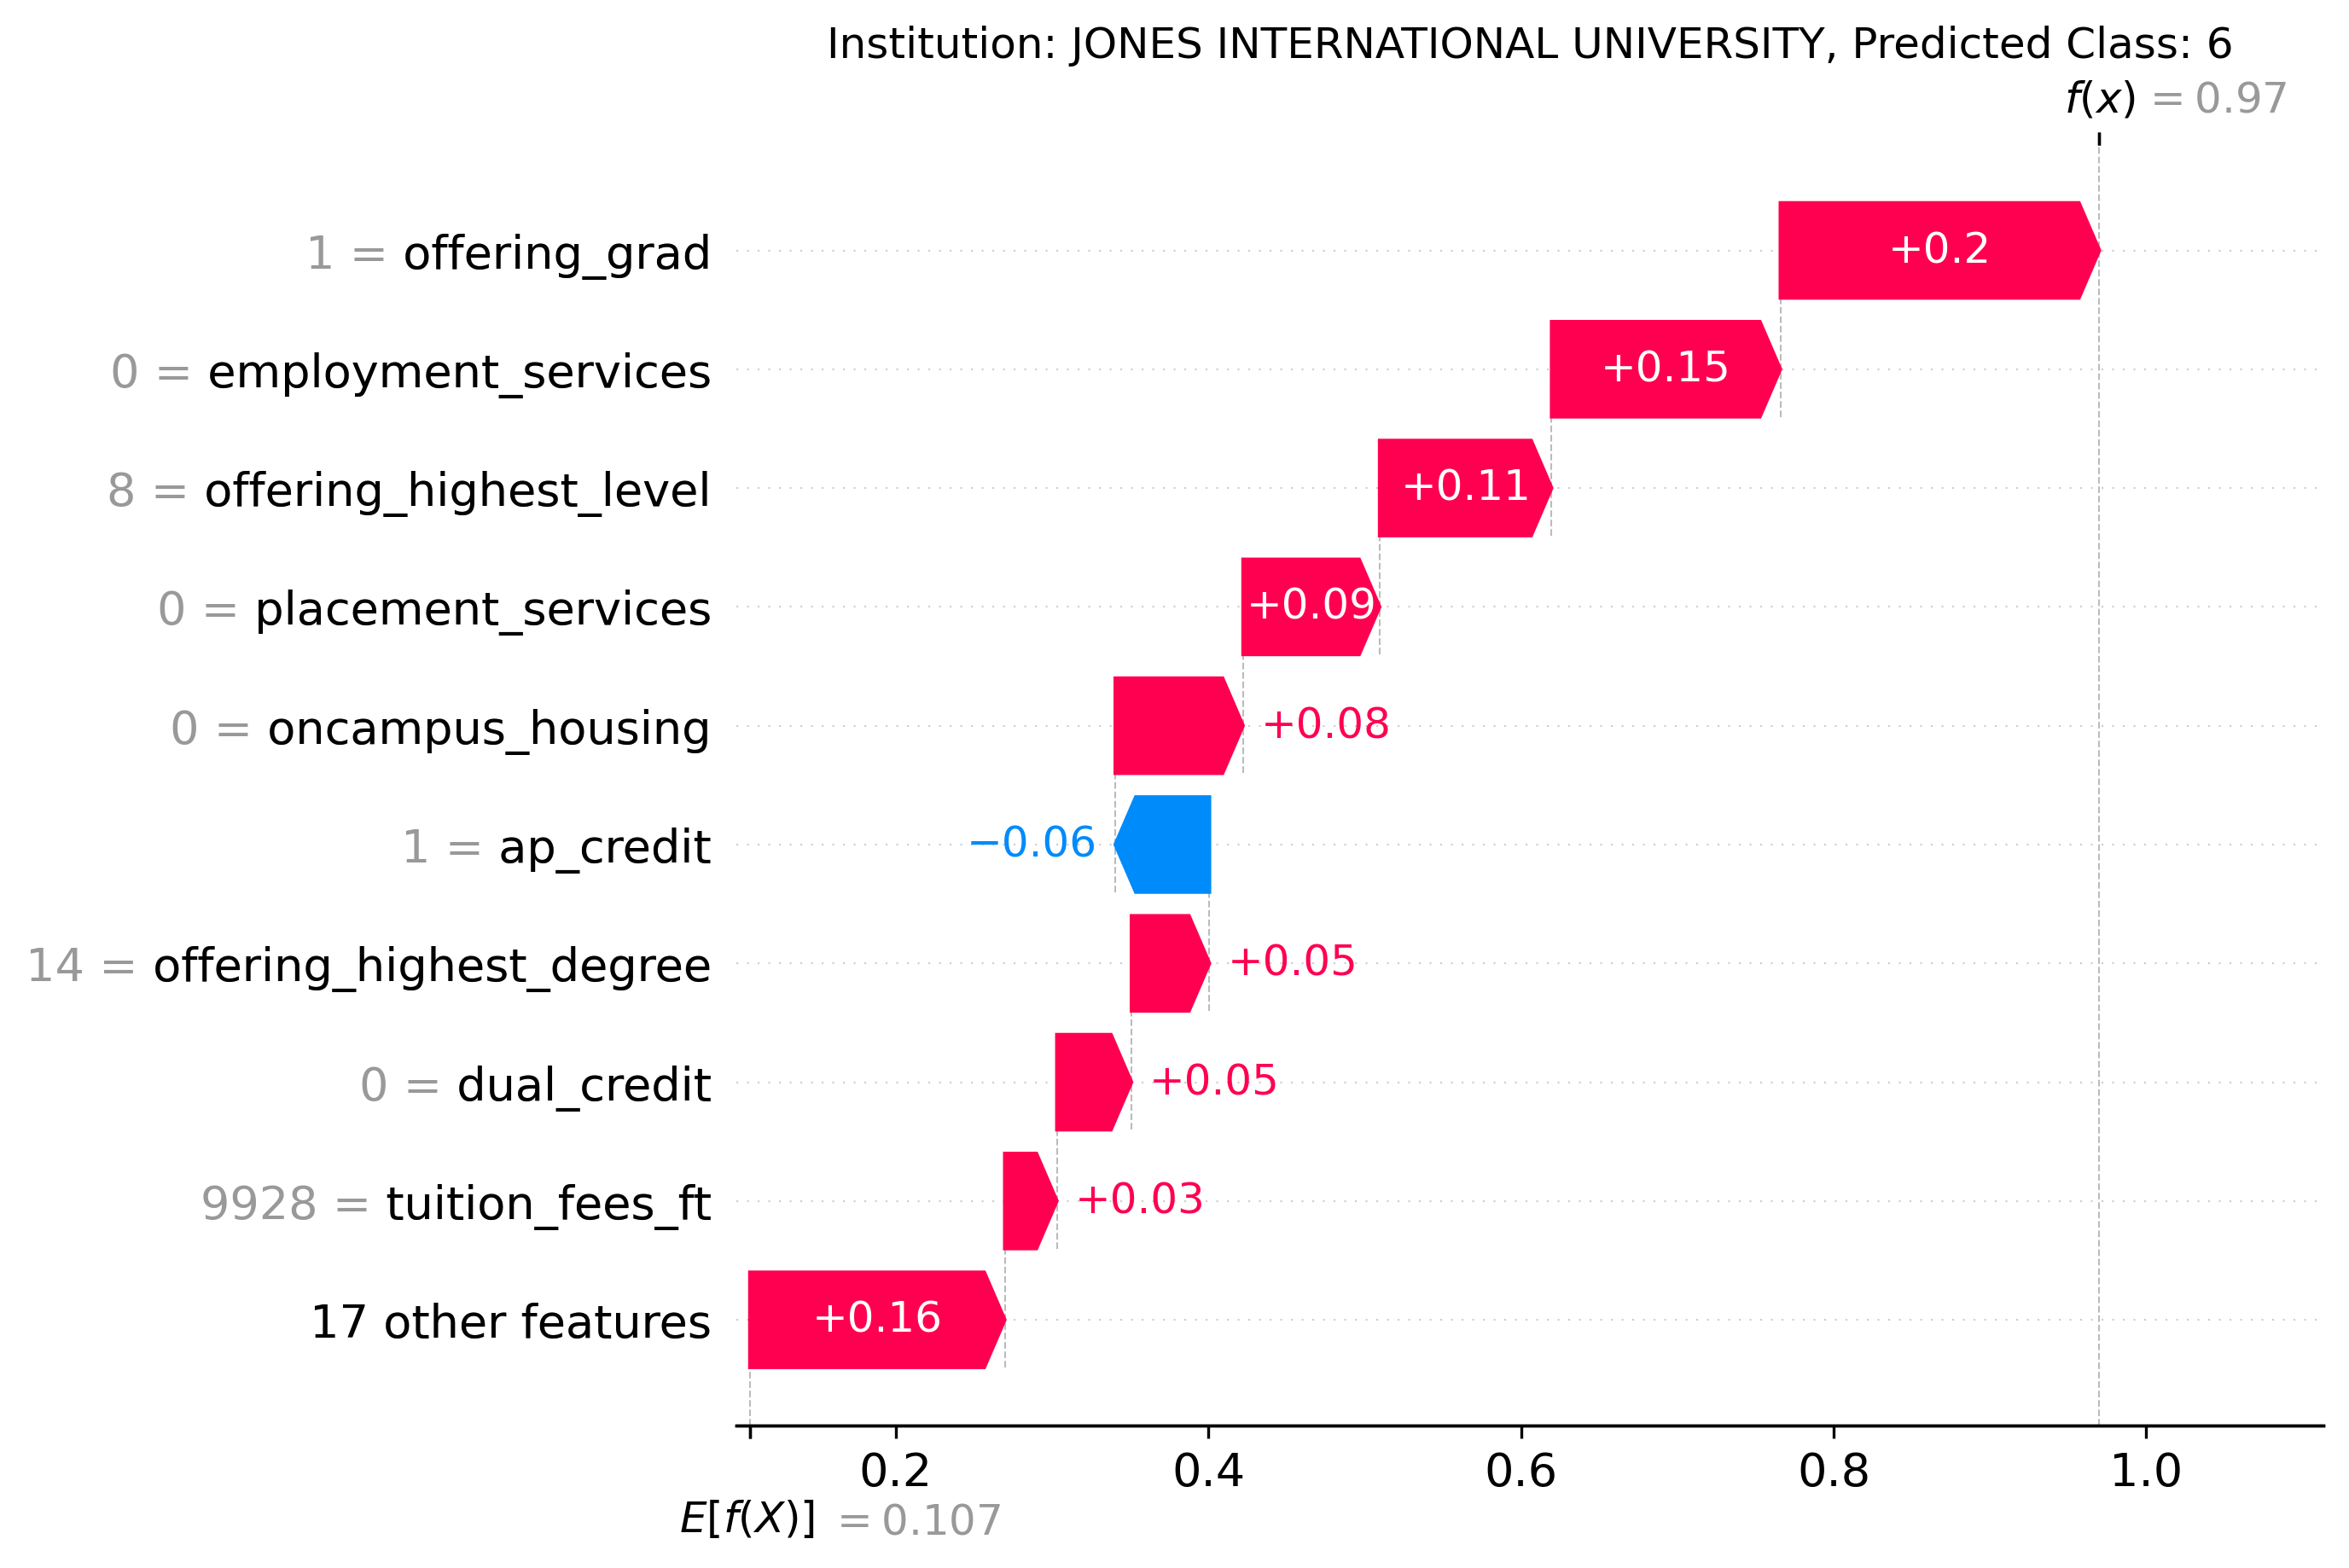 Institution: JONES INTERNATIONAL UNIVERSITY, Predicted Class: 6
f(x) = 0.97
1 = offering_grad +0.2
0 = employment_services +0.15
8 = offering_highest_level +0.11
0 = placement_services +0.09
0 = oncampus_housing +0.08
1 = ap_credit −0.06
14 = offering_highest_degree +0.05
0 = dual_credit +0.05
9928 = tuition_fees_ft +0.03
17 other features +0.16
0.2 0.4 0.6 0.8 1.0
E[f(X)] = 0.107